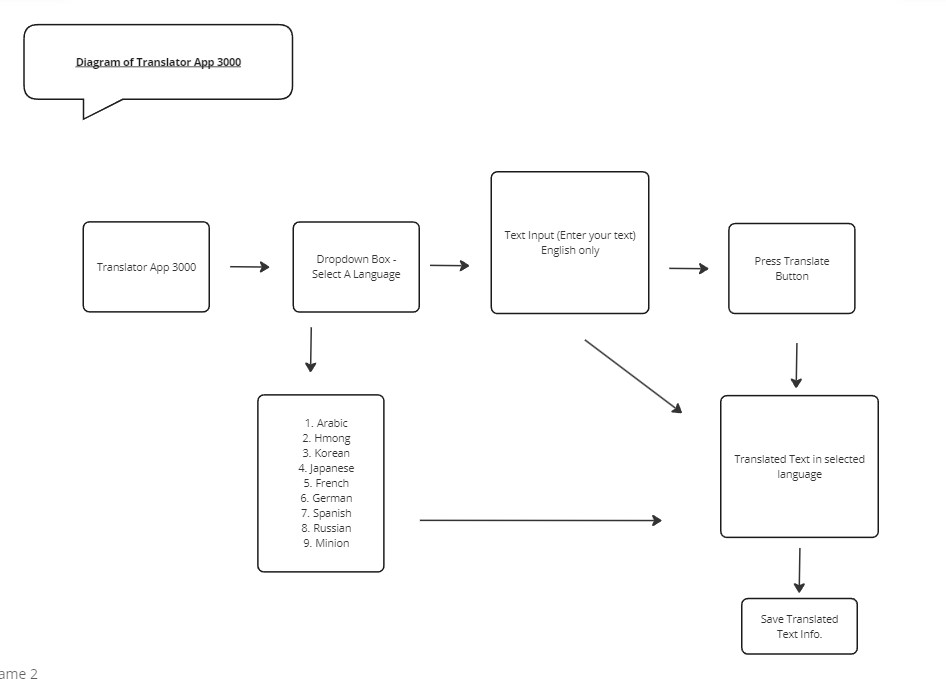 Diagram of Translator App 3000
Translator App 3000
Dropdown Box -
Select A Language
Text Input (Enter your text)
English only
Press Translate
Button
1. Arabic
2. Hmong
3. Korean
4. Japanese
5. French
6. German
7. Spanish
8. Russian
9. Minion
Translated Text in selected
language
Save Translated
Text Info.
ame 2